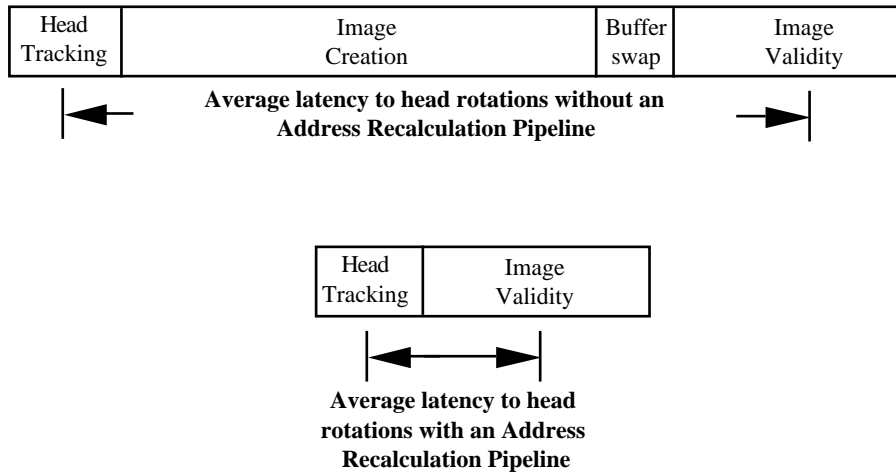 Head
Tracking
Image
Creation
Buffer
swap
Image
Validity
Average latency to head rotations without an
Address Recalculation Pipeline
Head
Tracking
Image
Validity
Average latency to head
rotations with an Address
Recalculation Pipeline